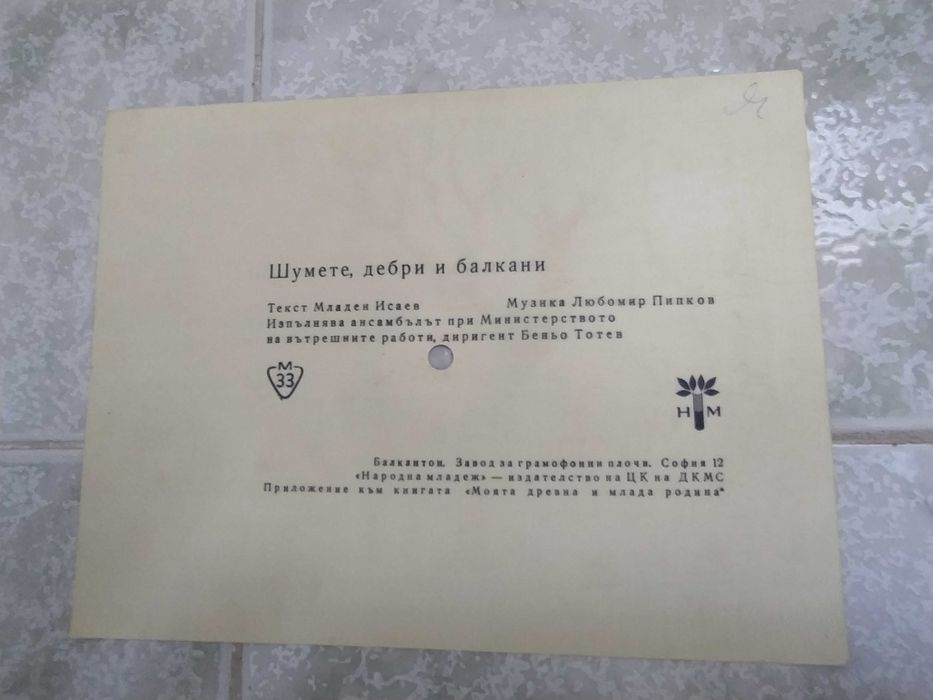 Шумете, дебри и балкани
Текст Младен Исаев Музика Любомир Пипков
Изпълнява ансамбълът при Министерството
на вътрешните работи, диригент Беньо Тотев
М
33
Н М
Балкантон. Завод за грамофонни плочи. София 12
«Народна младеж» — издателство на ЦК на ДКМС
Приложение към книгата «Моята древна и млада родина"